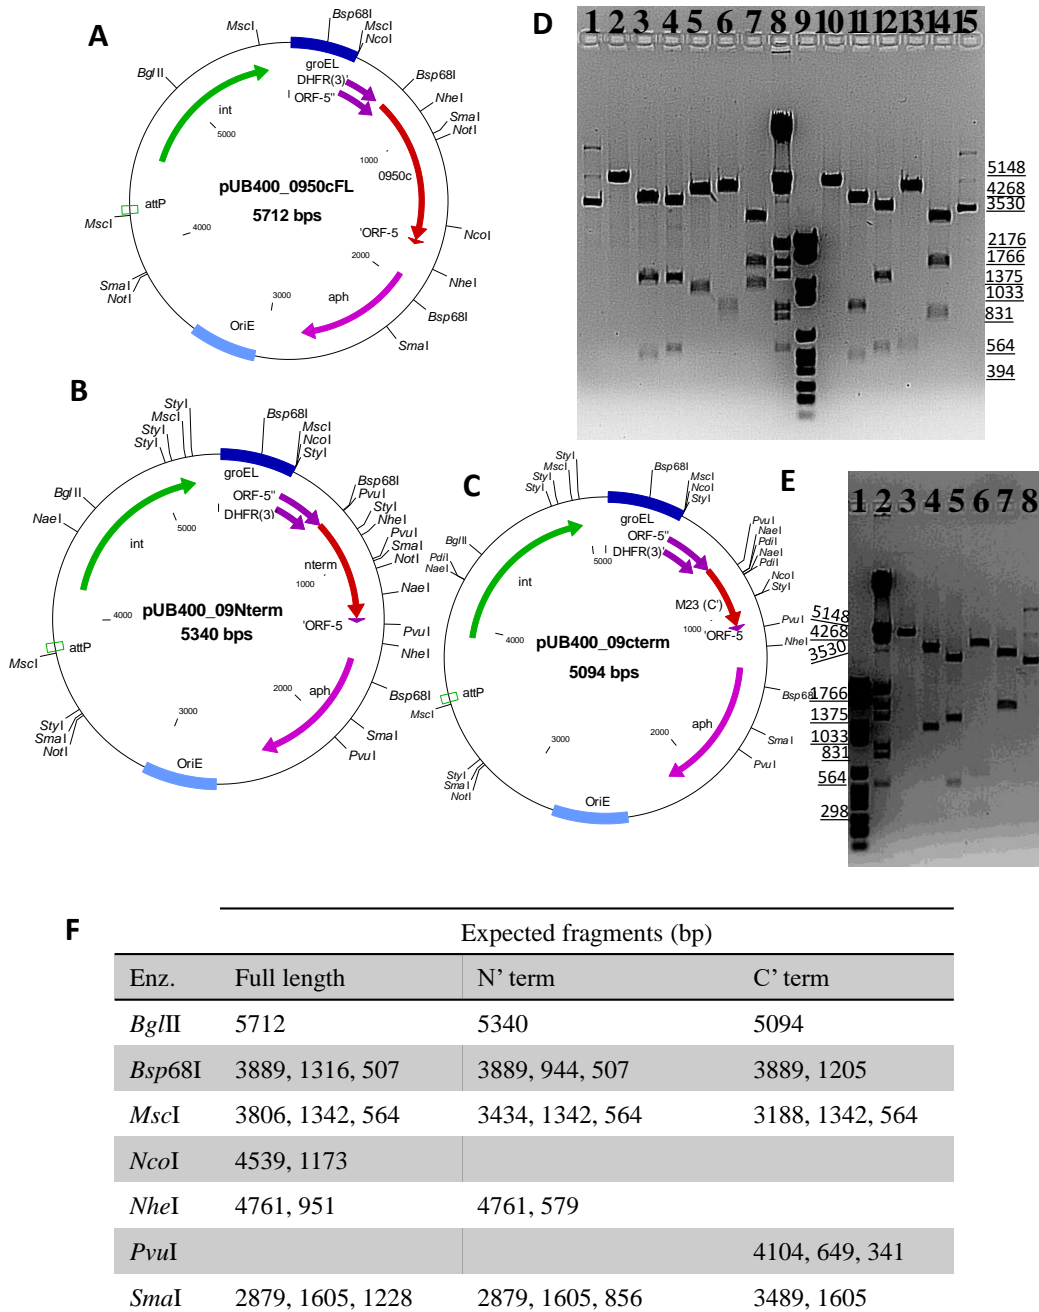 A
MscI
Bsp68I
MscI
NcoI
groEL
DHFR(3)'
ORF-5"
Bsp68I
NheI
SmaI
NotI
BglII
int
5000
1000
0950c
pUB400_0950cFL
5712 bps
attP
MscI
4000
'ORF-5
NcoI
2000
NheI
3000
aph
Bsp68I
SmaI
SmaI
NotI
OriE
B
StyI
MscI
StyI
StyI
Bsp68I
MscI
NcoI
StyI
groEL
ORF-5"
DHFR(3)'
Bsp68I
PvuI
StyI
NheI
PvuI
SmaI
NotI
BglII
NaeI
int
5000
nterm
1000
NaeI
4000
pUB400_09Nterm
5340 bps
'ORF-5
PvuI
NheI
attP
MscI
aph
2000
Bsp68I
3000
StyI
SmaI
NotI
SmaI
PvuI
OriE
C
StyI
MscI
StyI
StyI
Bsp68I
MscI
NcoI
StyI
groEL
ORF-5"
DHFR(3)
5000
PvuI
NaeI
PdiI
NaeI
PdiI
NcoI
StyI
BglII
PdiI
NaeI
int
M23 (C')
1000
'ORF-5
PvuI
NheI
4000
pUB400_09cterm
5094 bps
attP
MscI
Bsp68I
aph
SmaI
2000
PvuI
3000
StyI
SmaI
NotI
OriE
D
1 2 3 4 5 6 7 8 9 10 11 12 13 14 15
5148
4268
3530
2176
1766
1375
1033
831
564
394
E
1 2 3 4 5 6 7 8
5148
4268
3530
1766
1375
1033
831
564
298
F
Expected fragments (bp)
Enz. Full length N' term C' term
BglII 5712 5340 5094
Bsp68I 3889, 1316, 507 3889, 944, 507 3889, 1205
MscI 3806, 1342, 564 3434, 1342, 564 3188, 1342, 564
NcoI 4539, 1173
NheI 4761, 951 4761, 579
PvuI 4104, 649, 341
SmaI 2879, 1605, 1228 2879, 1605, 856 3489, 1605